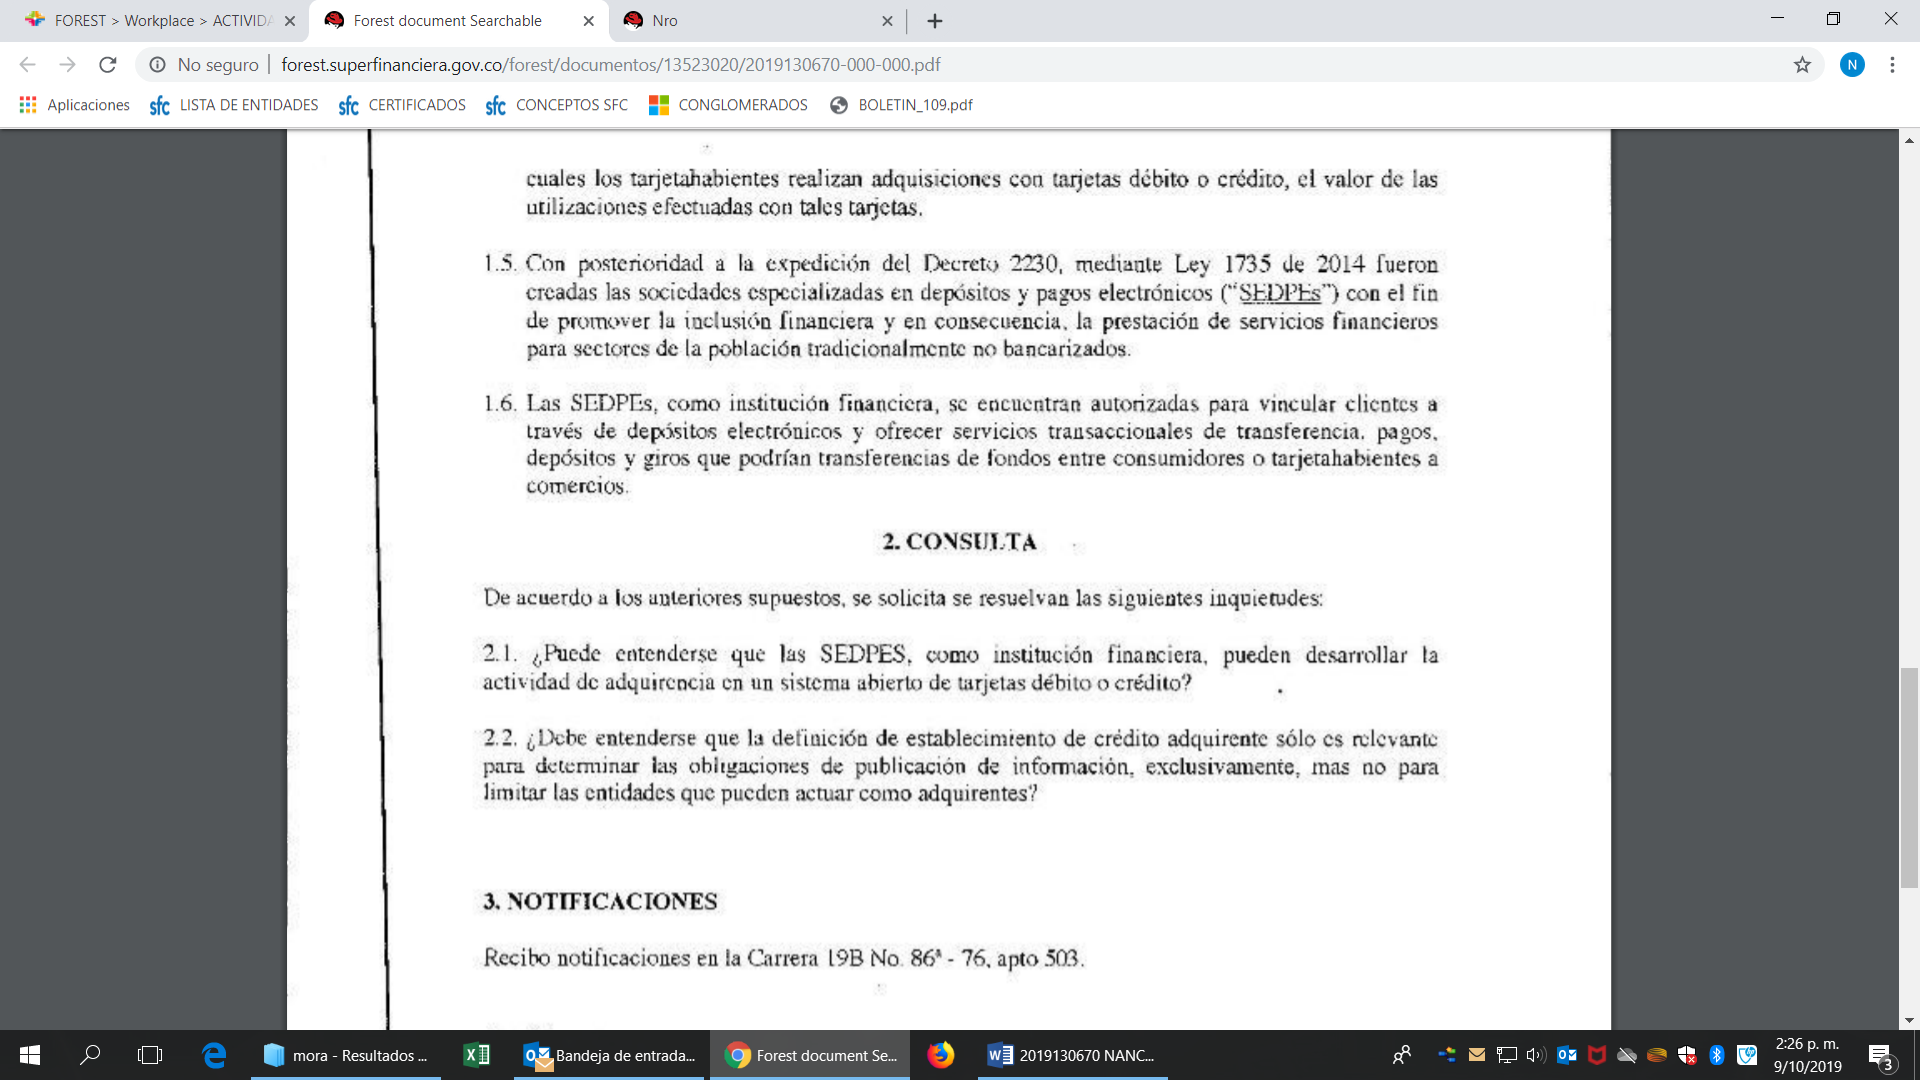 FOREST > Workplace > ACTIVIDA
Forest document Searchable
Nro
No seguro | forest.superfinanciera.gov.co/forest/documentos/13523020/2019130670-000-000.pdf
N
Aplicaciones
sfc LISTA DE ENTIDADES
sfc CERTIFICADOS
sfc CONCEPTOS SFC
CONGLOMERADOS
BOLETIN_109.pdf
cuales los tarjetahabientes realizan adquisiciones con tarjetas débito o crédito, el valor de las
utilizaciones efectuadas con tales tarjetas.
1.5. Con posterioridad a la expedición del Decreto 2230, mediante Ley 1735 de 2014 fueron
creadas las sociedades especializadas en depósitos y pagos electrónicos ("SEDPEs") con el fin
de promover la inclusión financiera y en consecuencia, la prestación de servicios financieros
para sectores de la población tradicionalmente no bancarizados.
1.6. Las SEDPEs, como institución financiera, se encuentran autorizadas para vincular clientes a
través de depósitos electrónicos y ofrecer servicios transaccionales de transferencia, pagos,
depósitos y giros que podrían transferencias de fondos entre consumidores o tarjetahabientes a
comercios.
2. CONSULTA
De acuerdo a los anteriores supuestos, se solicita se resuelvan las siguientes inquietudes:
2.1. ¿Puede entenderse que las SEDPES, como institución financiera, pueden desarrollar la
actividad de adquirencia en un sistema abierto de tarjetas débito o crédito?
2.2. ¿Debe entenderse que la definición de establecimiento de crédito adquirente sólo es relevante
para determinar las obligaciones de publicación de información, exclusivamente, mas no para
limitar las entidades que pueden actuar como adquirentes?
3. NOTIFICACIONES
Recibo notificaciones en la Carrera 19B No. 86ª - 76, apto 503.
mora - Resultados ...
Bandeja de entrada...
Forest document Se...
2019130670 NANC...
2:26 p. m.
9/10/2019
3